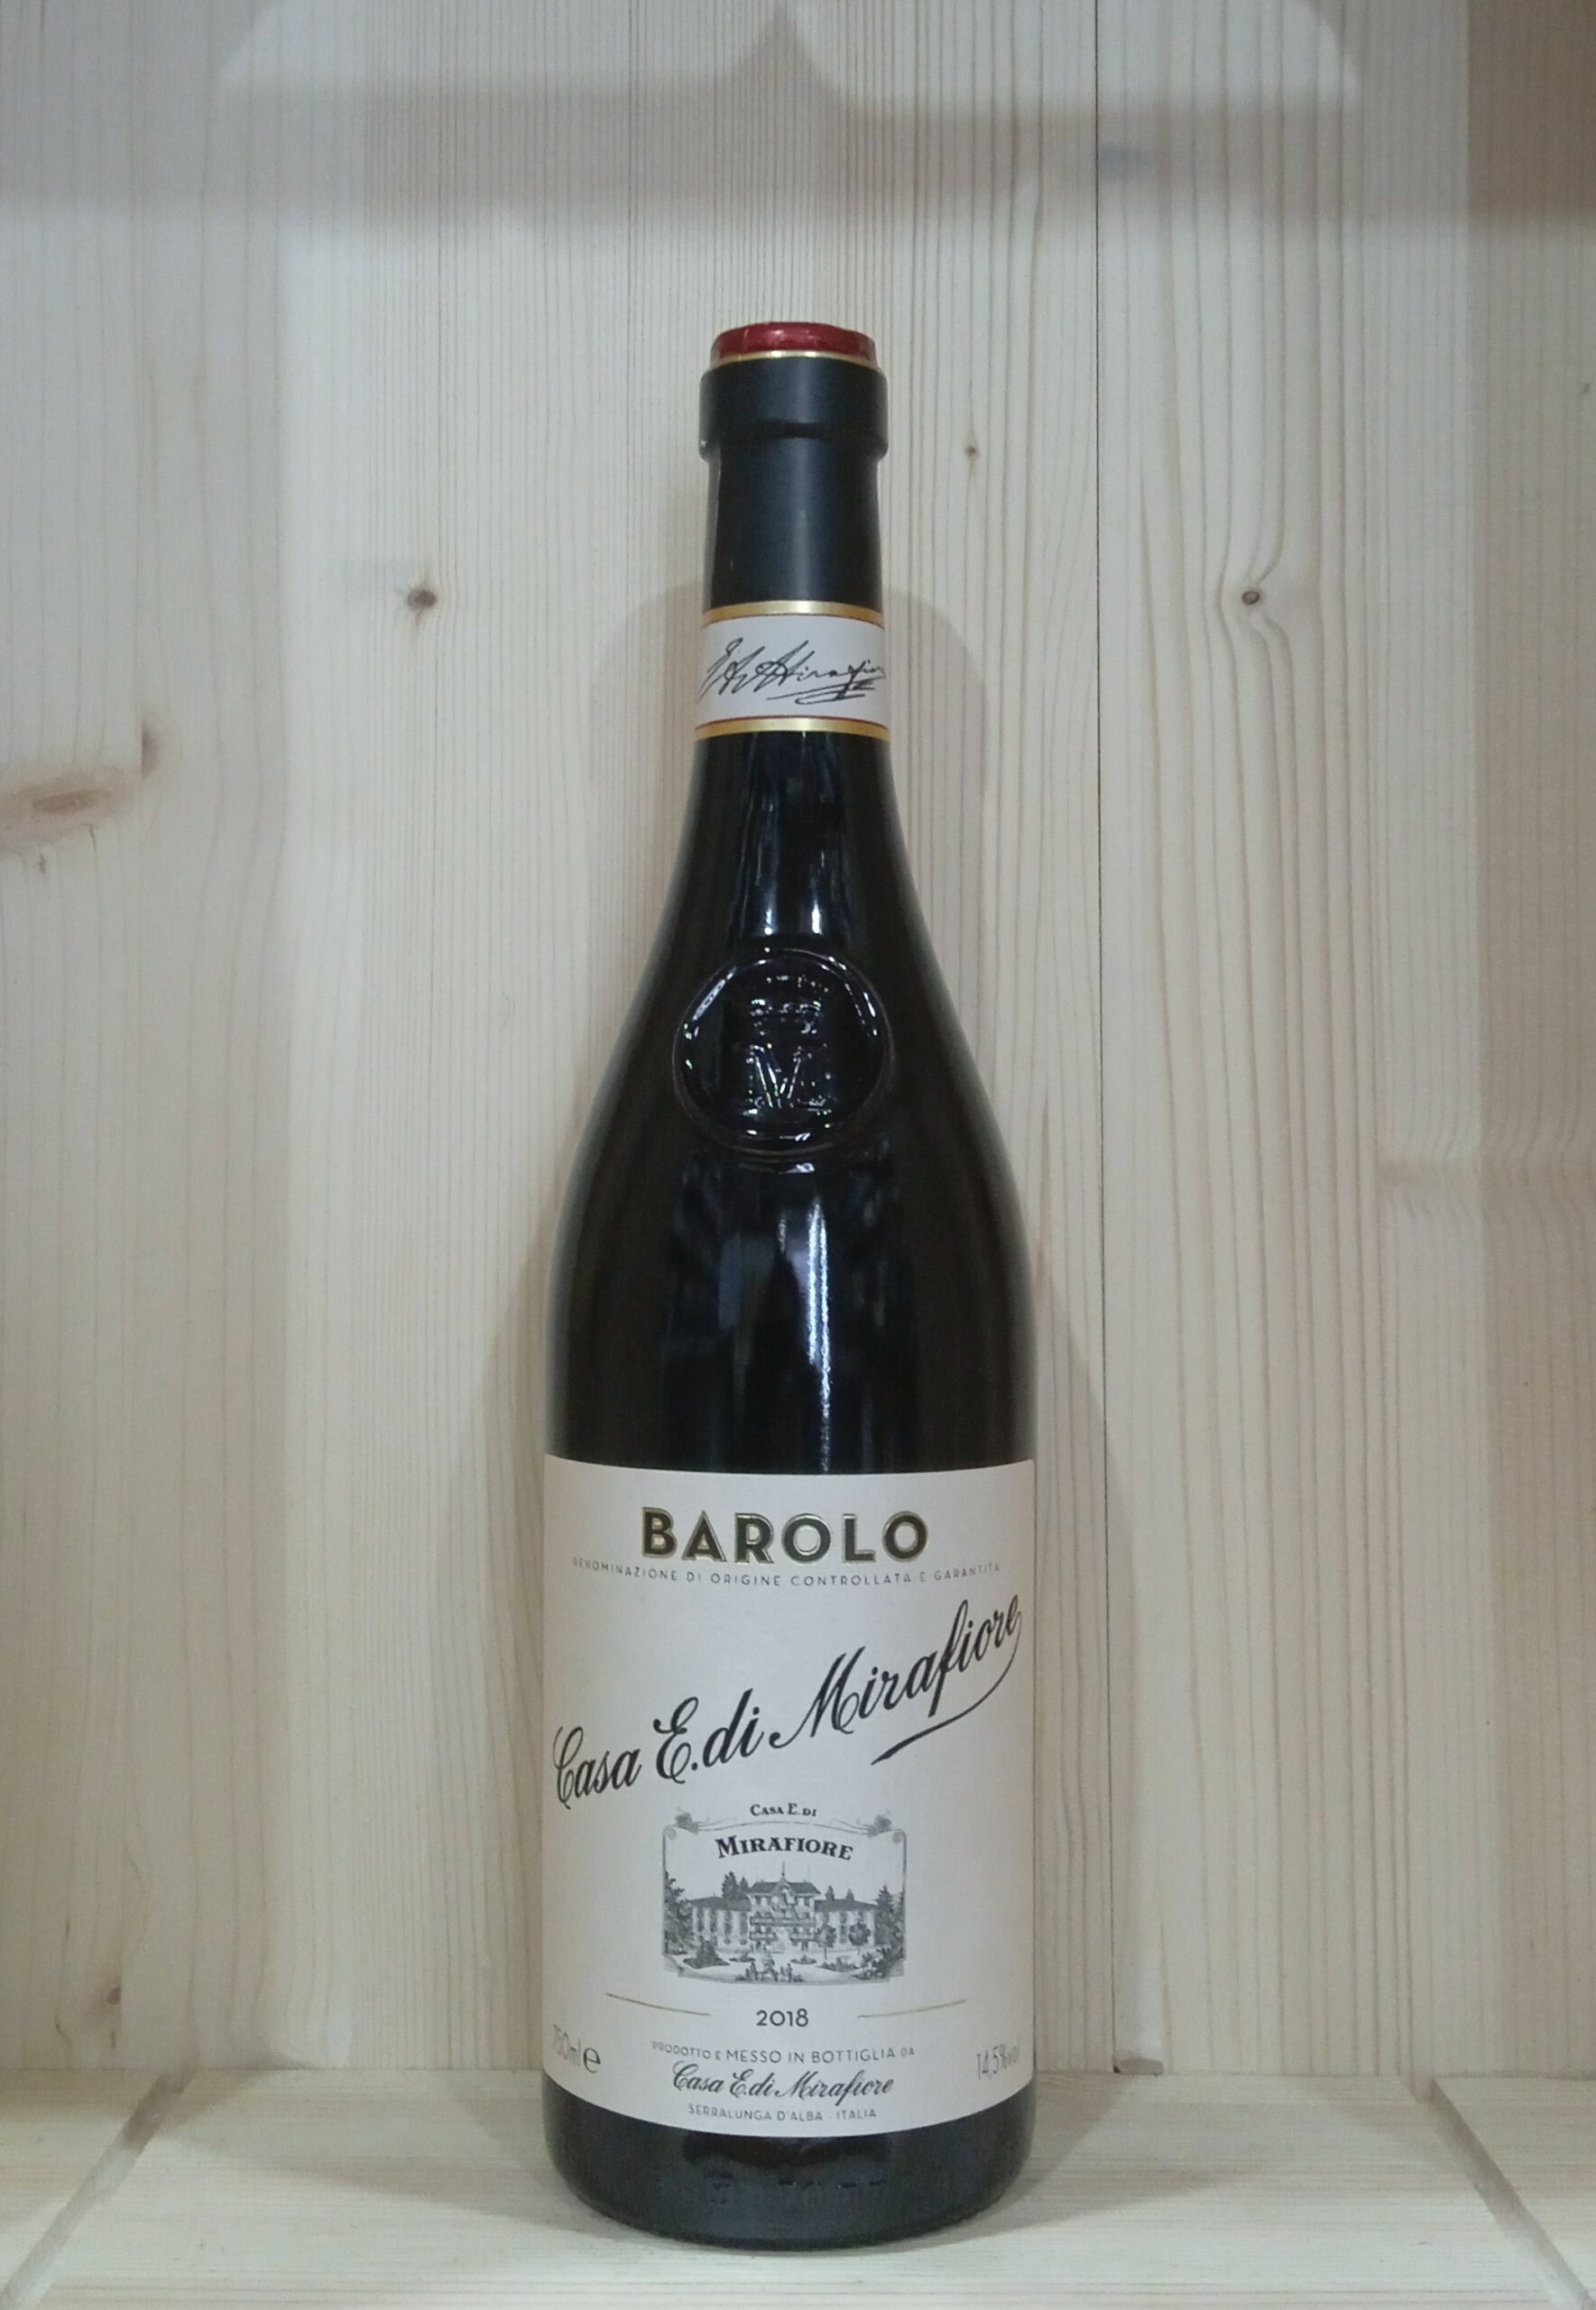 M
BAROLO
DENOMINAZIONE DI ORIGINE CONTROLLATA E GARANTITA
Casa E. di Mirafiore
CASA E. DI
MIRAFIORE
2018
750ml e
PRODOTTO E MESSO IN BOTTIGLIA DA
14,5%vol
Casa E. di Mirafiore
SERRALUNGA D'ALBA - ITALIA